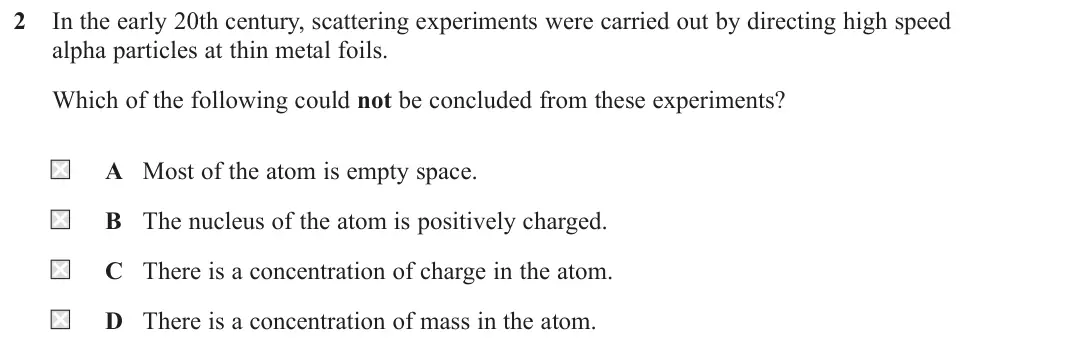 2 In the early 20th century, scattering experiments were carried out by directing high speed
alpha particles at thin metal foils.
Which of the following could not be concluded from these experiments?
A Most of the atom is empty space.
B The nucleus of the atom is positively charged.
C There is a concentration of charge in the atom.
D There is a concentration of mass in the atom.